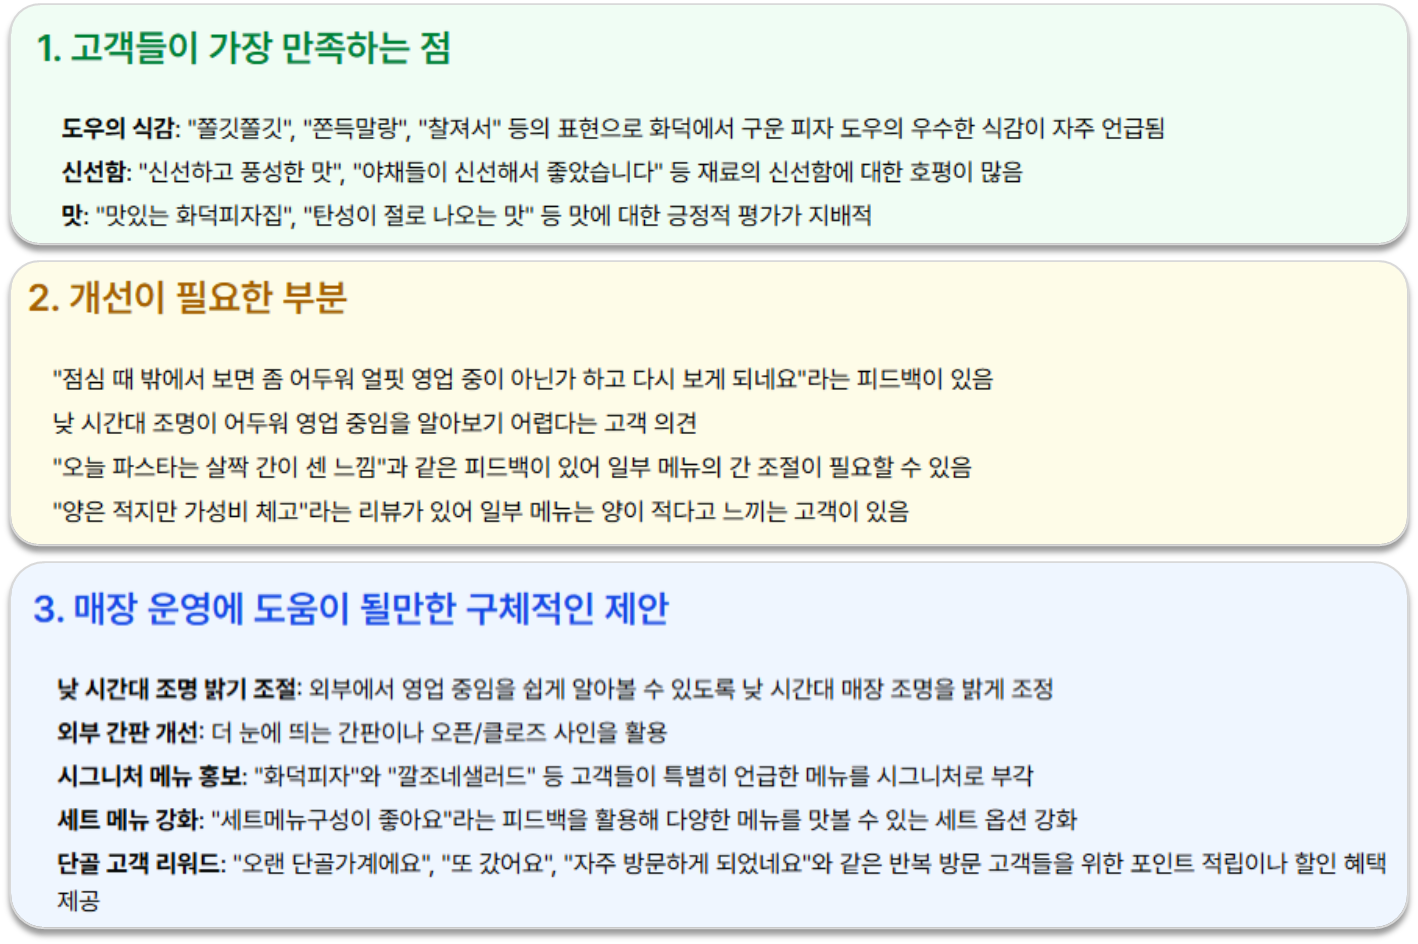 1. 고객들이 가장 만족하는 점
도우의 식감: "쫄깃쫄깃", "쫀득말랑", "찰져서" 등의 표현으로 화덕에서 구운 피자 도우의 우수한 식감이 자주 언급됨
신선함: "신선하고 풍성한 맛", "야채들이 신선해서 좋았습니다" 등 재료의 신선함에 대한 호평이 많음
맛: "맛있는 화덕피자집", "탄성이 절로 나오는 맛" 등 맛에 대한 긍정적 평가가 지배적
2. 개선이 필요한 부분
"점심 때 밖에서 보면 좀 어두워 얼핏 영업 중이 아닌가 하고 다시 보게 되네요"라는 피드백이 있음
낮 시간대 조명이 어두워 영업 중임을 알아보기 어렵다는 고객 의견
"오늘 파스타는 살짝 간이 센 느낌"과 같은 피드백이 있어 일부 메뉴의 간 조절이 필요할 수 있음
"양은 적지만 가성비 체고"라는 리뷰가 있어 일부 메뉴는 양이 적다고 느끼는 고객이 있음
3. 매장 운영에 도움이 될만한 구체적인 제안
낮 시간대 조명 밝기 조절: 외부에서 영업 중임을 쉽게 알아볼 수 있도록 낮 시간대 매장 조명을 밝게 조정
외부 간판 개선: 더 눈에 띄는 간판이나 오픈/클로즈 사인을 활용
시그니처 메뉴 홍보: "화덕피자"와 "깔조네샐러드" 등 고객들이 특별히 언급한 메뉴를 시그니처로 부각
세트 메뉴 강화: "세트메뉴구성이 좋아요"라는 피드백을 활용해 다양한 메뉴를 맛볼 수 있는 세트 옵션 강화
단골 고객 리워드: "오랜 단골가계에요", "또 갔어요", "자주 방문하게 되었네요"와 같은 반복 방문 고객들을 위한 포인트 적립이나 할인 혜택
제공